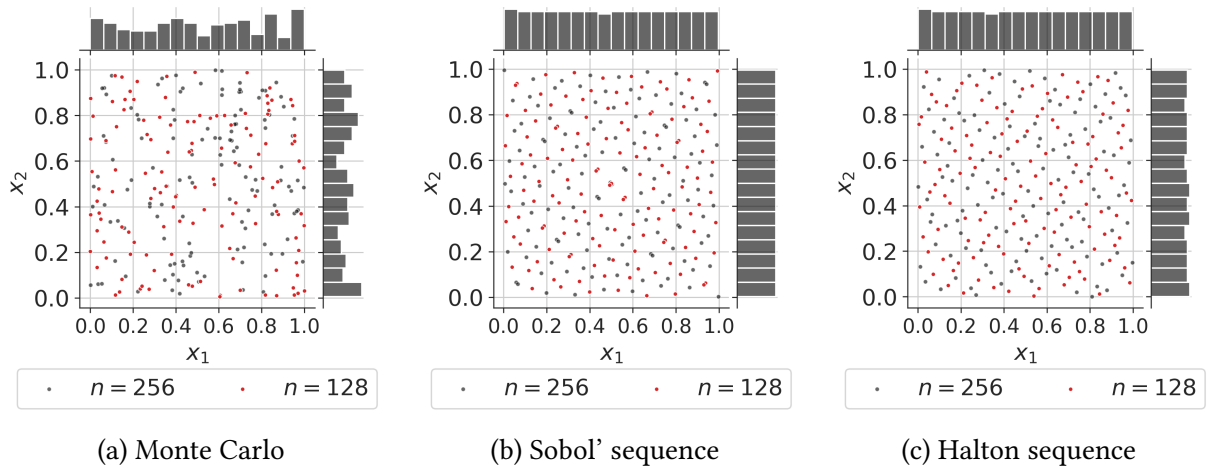 1.0
0.8
0.6
0.4
0.2
0.0
x₂
0.0 0.2 0.4 0.6 0.8 1.0
x₁
n = 256 n = 128
(a) Monte Carlo
1.0
0.8
0.6
0.4
0.2
0.0
x₂
0.0 0.2 0.4 0.6 0.8 1.0
x₁
n = 256 n = 128
(b) Sobol’ sequence
1.0
0.8
0.6
0.4
0.2
0.0
x₂
0.0 0.2 0.4 0.6 0.8 1.0
x₁
n = 256 n = 128
(c) Halton sequence